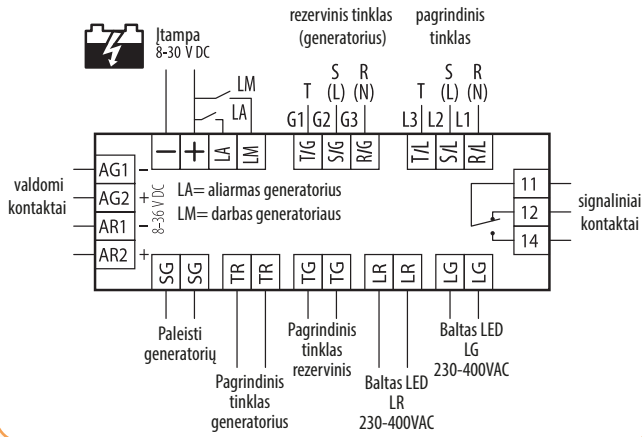 Įtampa
8-30 V DC
rezervinis tinklas
(generatorius)
pagrindinis
tinklas
LM
LA
T
S
(L)
R
(N)
T
S
(L)
R
(N)
G1
G2
G3
L3
L2
L1
−
+
LA
LM
T/G
S/G
R/G
T/L
S/L
R/L
valdomi
kontaktai
AG1 −
AG2 +
AR1 −
AR2 +
8-36 V DC
LA= aliarmas generatorius
LM= darbas generatoriaus
11
12
14
signaliniai
kontaktai
SG
SG
TR
TR
TG
TG
LR
LR
LG
LG
Paleisti
generatorių
Pagrindinis
tinklas
generatorius
Pagrindinis
tinklas
rezervinis
Baltas LED
LR
230-400VAC
Baltas LED
LG
230-400VAC